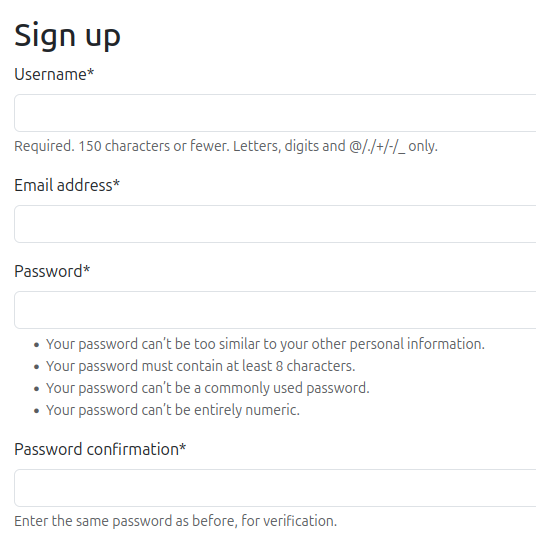 Sign up
Username*
Required. 150 characters or fewer. Letters, digits and @/./+/-/_ only.
Email address*
Password*
• Your password can’t be too similar to your other personal information.
• Your password must contain at least 8 characters.
• Your password can’t be a commonly used password.
• Your password can’t be entirely numeric.
Password confirmation*
Enter the same password as before, for verification.